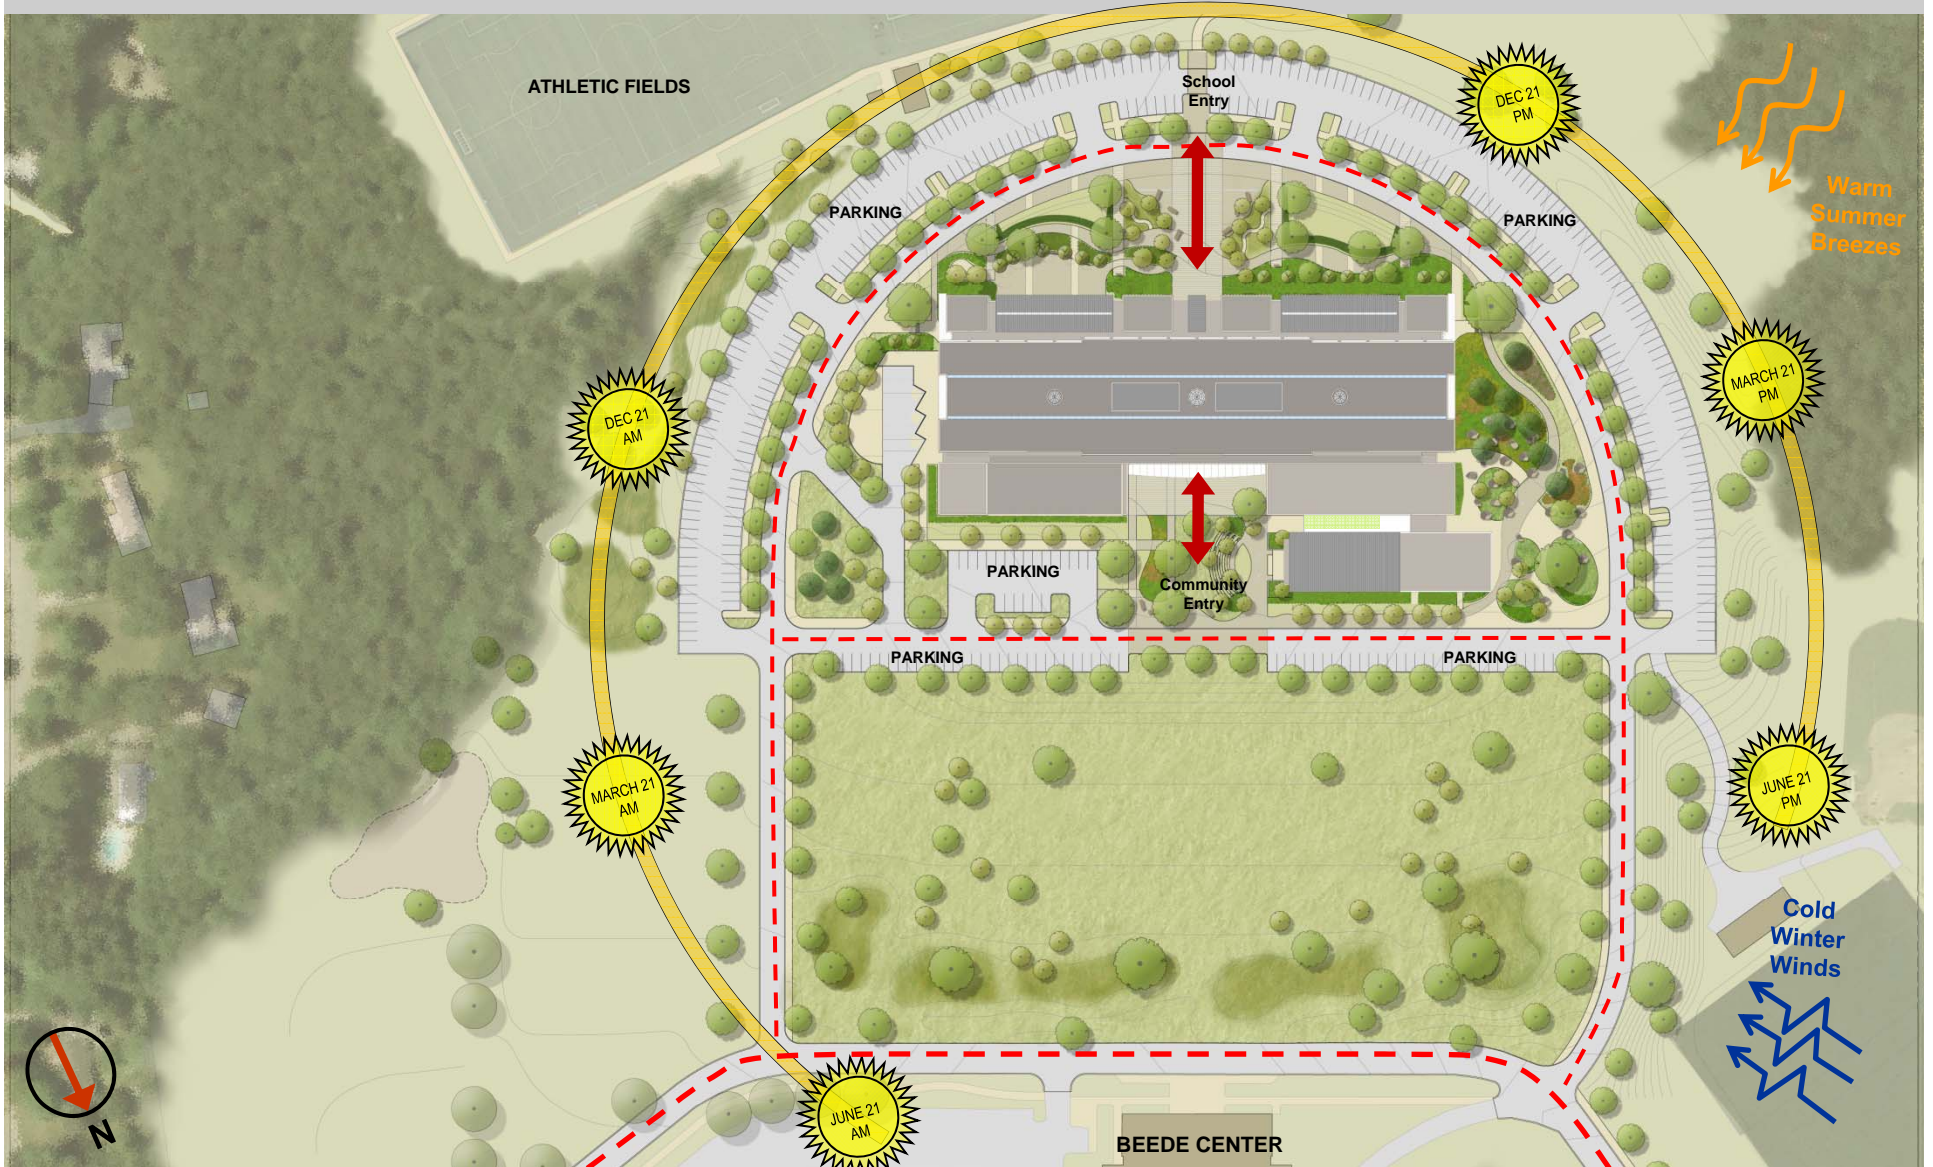 ATHLETIC FIELDS
School
Entry
DEC 21
PM
Warm
Summer
Breezes
PARKING
PARKING
MARCH 21
PM
DEC 21
AM
PARKING
Community
Entry
PARKING
PARKING
MARCH 21
AM
JUNE 21
PM
Cold
Winter
Winds
N
JUNE 21
AM
BEEDE CENTER